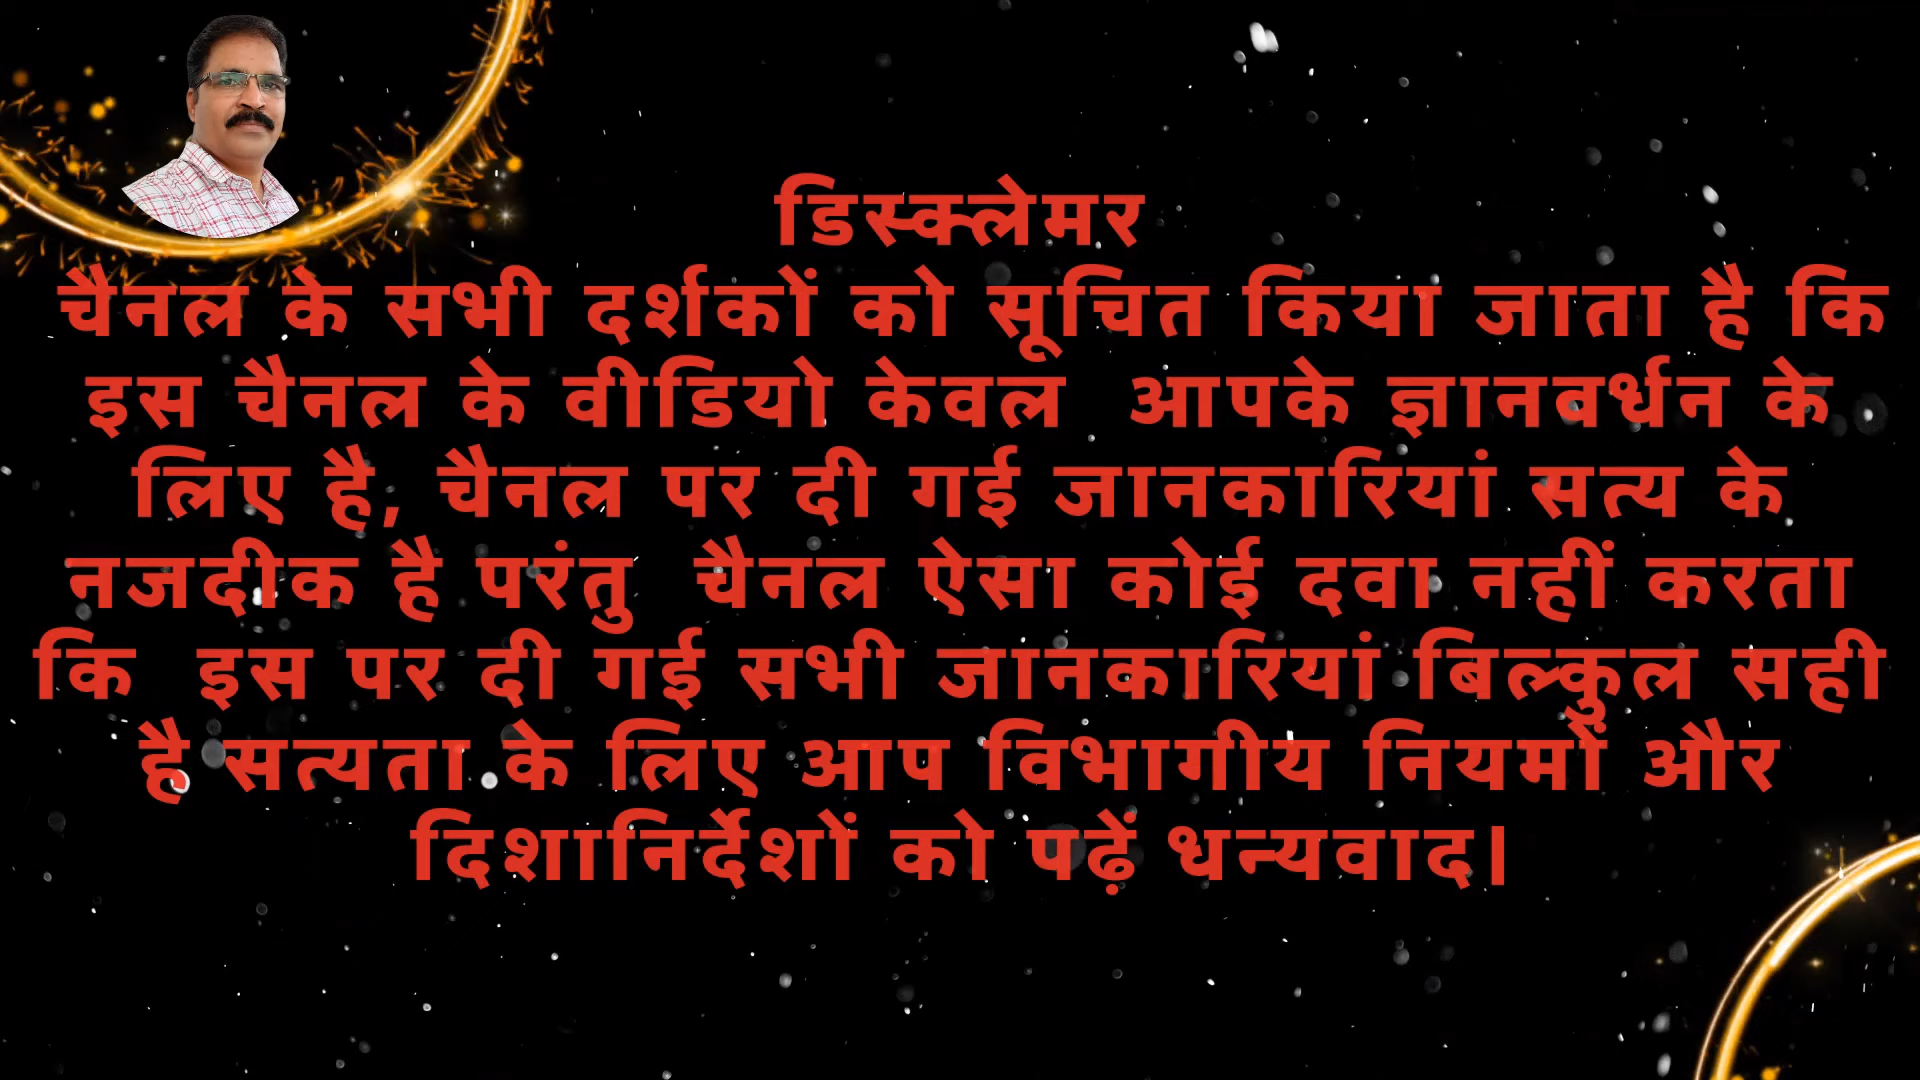 डिस्क्लेमर
चैनल के सभी दर्शकों को सूचित किया जाता है कि
इस चैनल के वीडियो केवल आपके ज्ञानवर्धन के
लिए है, चैनल पर दी गई जानकारियां सत्य के
नजदीक है परंतु चैनल ऐसा कोई दवा नहीं करता
कि इस पर दी गई सभी जानकारियां बिल्कुल सही
है सत्यता के लिए आप विभागीय नियमों और
दिशानिर्देशों को पढ़ें धन्यवाद।